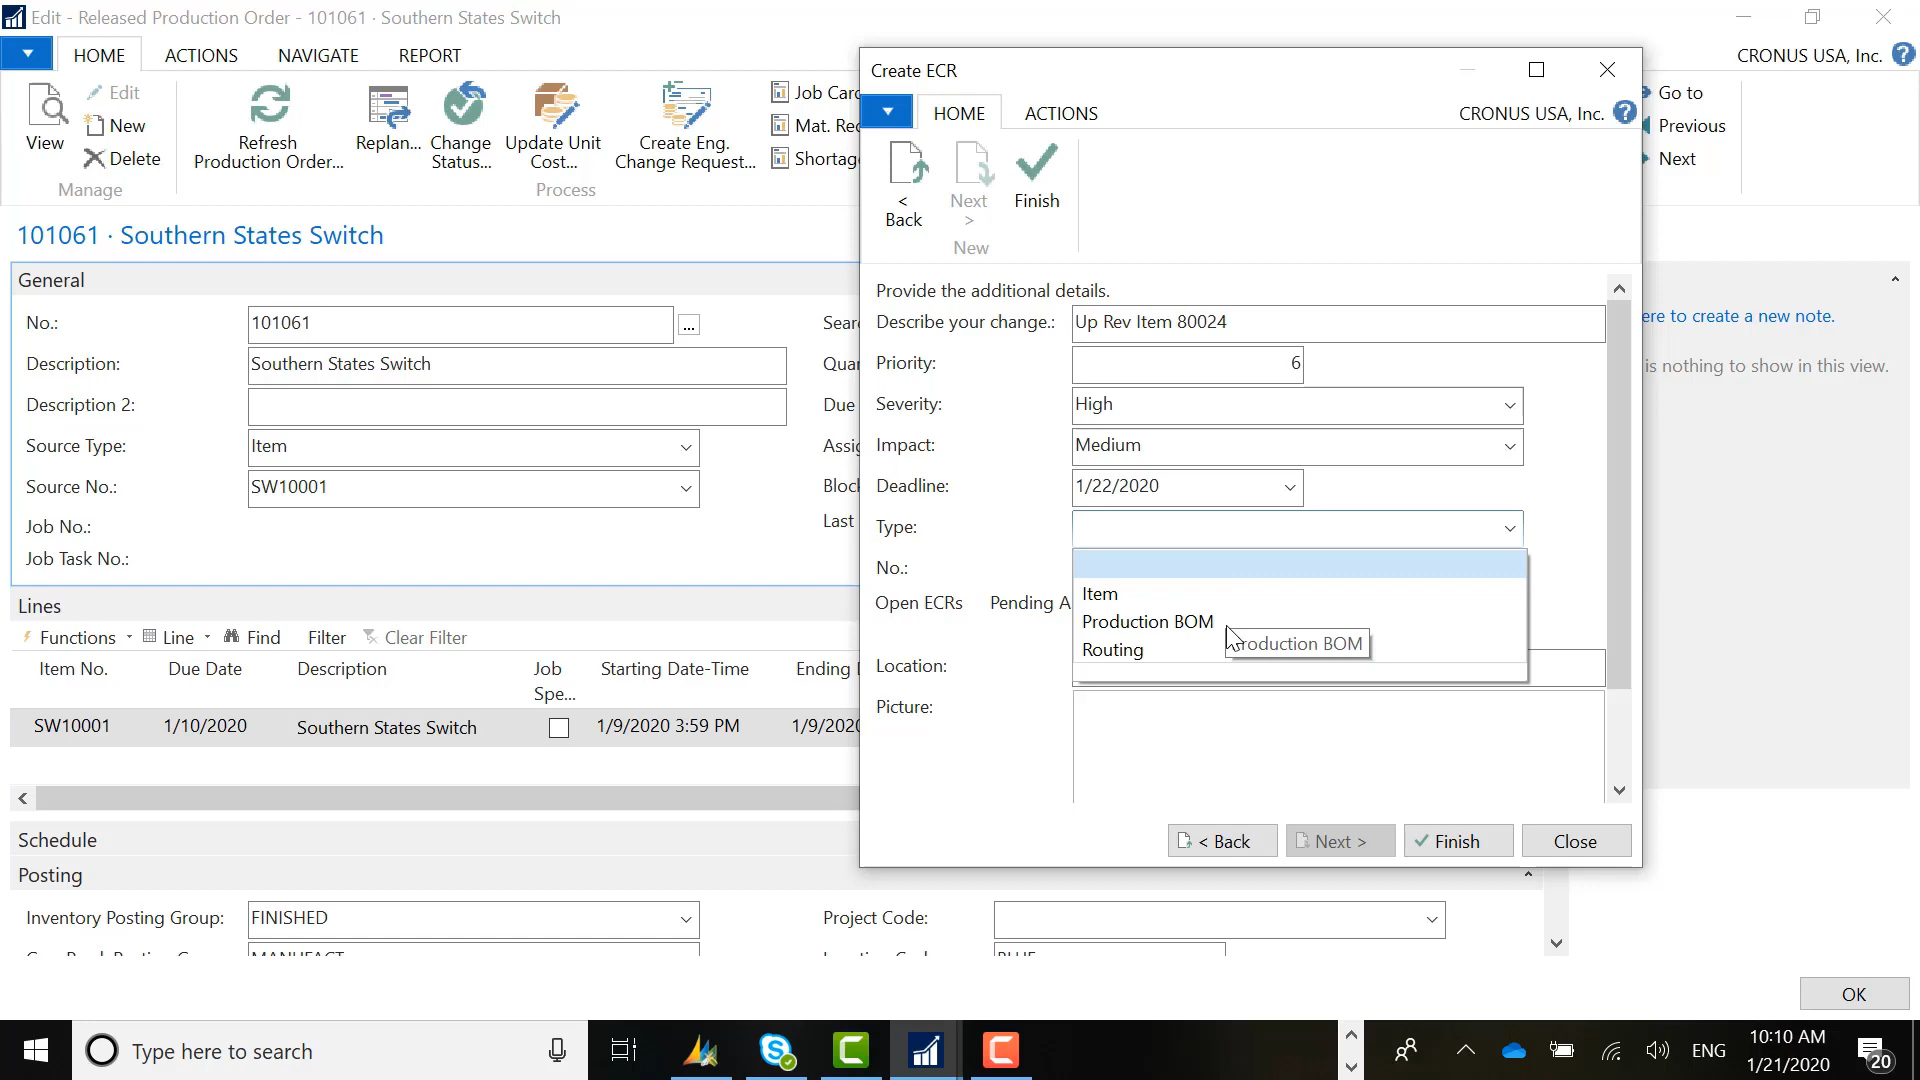 Edit - Released Production Order - 101061 · Southern States Switch
HOME
ACTIONS
NAVIGATE
REPORT
CRONUS USA, Inc.
?
View
Edit
New
Delete
Manage
Refresh
Production Order...
Replan...
Change
Status...
Update Unit
Cost...
Create Eng.
Change Request...
Process
Job Card
Mat. Req
Shortag
Go to
Previous
Next
101061 · Southern States Switch
General
No.:
101061
...
Description:
Southern States Switch
Description 2:
Source Type:
Item
Source No.:
SW10001
Job No.:
Job Task No.:
Sear
Quan
Due
Assig
Block
Last
ere to create a new note.
is nothing to show in this view.
Lines
Functions
Line
Find
Filter
Clear Filter
Item No.
Due Date
Description
Job
Spe...
Starting Date-Time
Ending
SW10001
1/10/2020
Southern States Switch
1/9/2020 3:59 PM
1/9/2020
Schedule
Posting
Inventory Posting Group:
FINISHED
Project Code:
MANUFACT
BLUE
OK
Create ECR
HOME
ACTIONS
CRONUS USA, Inc.
?
<
Back
Next
>
Finish
New
Provide the additional details.
Describe your change.:
Up Rev Item 80024
Priority:
6
Severity:
High
Impact:
Medium
Deadline:
1/22/2020
Type:
Item
Production BOM
Routing
roduction BOM
No.:
Open ECRs
Pending A
Location:
Picture:
< Back
Next >
Finish
Close
Type here to search
ENG
10:10 AM
1/21/2020
20